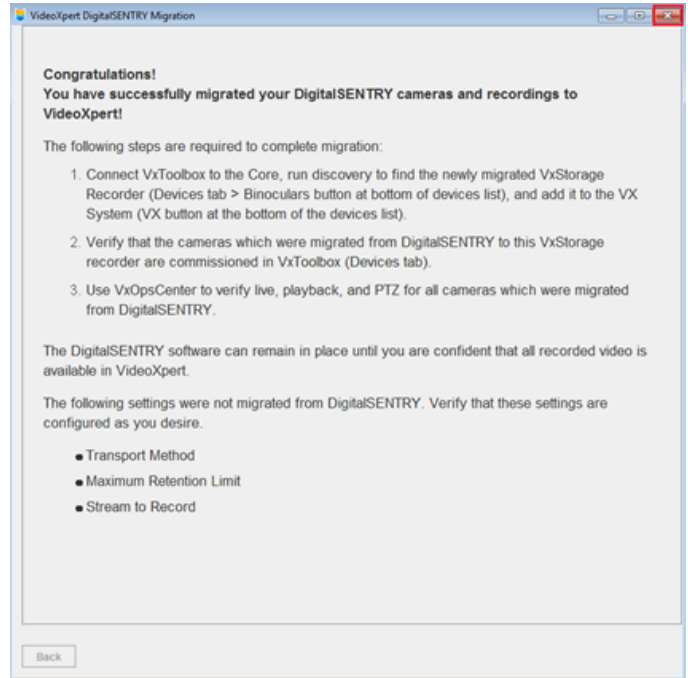 VideoXpert DigitalSENTRY Migration
Congratulations!
You have successfully migrated your DigitalSENTRY cameras and recordings to
VideoXpert!
The following steps are required to complete migration:
1. Connect VxToolbox to the Core, run discovery to find the newly migrated VxStorage
Recorder (Devices tab > Binoculars button at bottom of devices list), and add it to the VX
System (VX button at the bottom of the devices list).
2. Verify that the cameras which were migrated from DigitalSENTRY to this VxStorage
recorder are commissioned in VxToolbox (Devices tab).
3. Use VxOpsCenter to verify live, playback, and PTZ for all cameras which were migrated
from DigitalSENTRY.
The DigitalSENTRY software can remain in place until you are confident that all recorded video is
available in VideoXpert.
The following settings were not migrated from DigitalSENTRY. Verify that these settings are
configured as you desire.
• Transport Method
• Maximum Retention Limit
• Stream to Record
Back